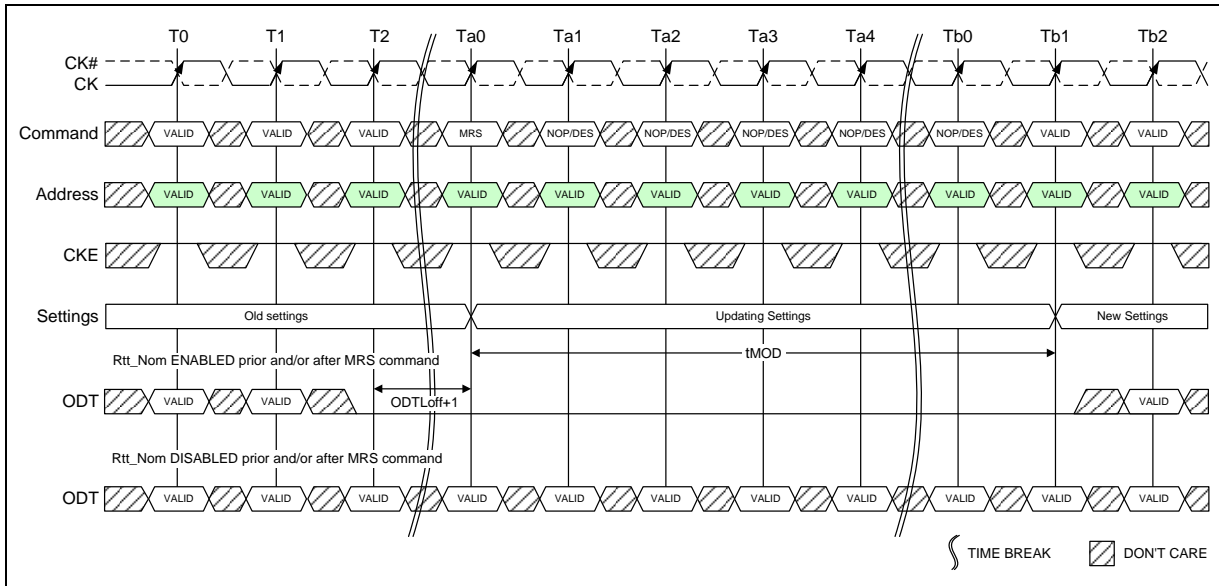 T0 T1 T2 Ta0 Ta1 Ta2 Ta3 Ta4 Tb0 Tb1 Tb2
CK#
CK
Command VALID VALID VALID MRS NOP/DES NOP/DES NOP/DES NOP/DES NOP/DES VALID VALID
Address VALID VALID VALID VALID VALID VALID VALID VALID VALID VALID VALID
CKE
Settings Old settings Updating Settings New Settings
Rtt_Nom ENABLED prior and/or after MRS command tMOD
ODT VALID VALID ODTLoff+1 VALID
Rtt_Nom DISABLED prior and/or after MRS command
ODT VALID VALID VALID VALID VALID VALID VALID VALID VALID VALID VALID
TIME BREAK DON'T CARE